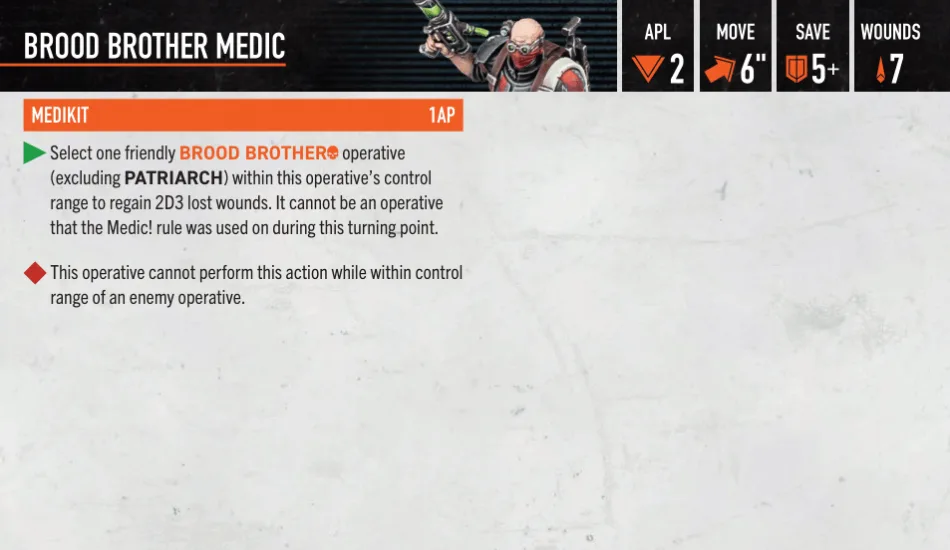 BROOD BROTHER MEDIC
APL
2
MOVE
6"
SAVE
5+
WOUNDS
7
MEDIKIT 1AP
Select one friendly BROOD BROTHER operative
(excluding PATRIARCH) within this operative's control
range to regain 2D3 lost wounds. It cannot be an operative
that the Medic! rule was used on during this turning point.
This operative cannot perform this action while within control
range of an enemy operative.